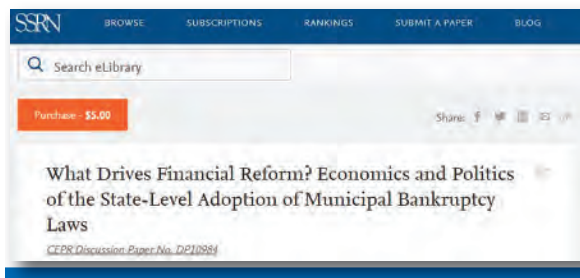 SSRN BROWSE SUBSCRIPTIONS RANKINGS SUBMIT A PAPER BLOG
Search eLibrary
Purchase - $5.00 Share:
What Drives Financial Reform? Economics and Politics
of the State-Level Adoption of Municipal Bankruptcy
Laws
CEPR Discussion Paper No. DP10984